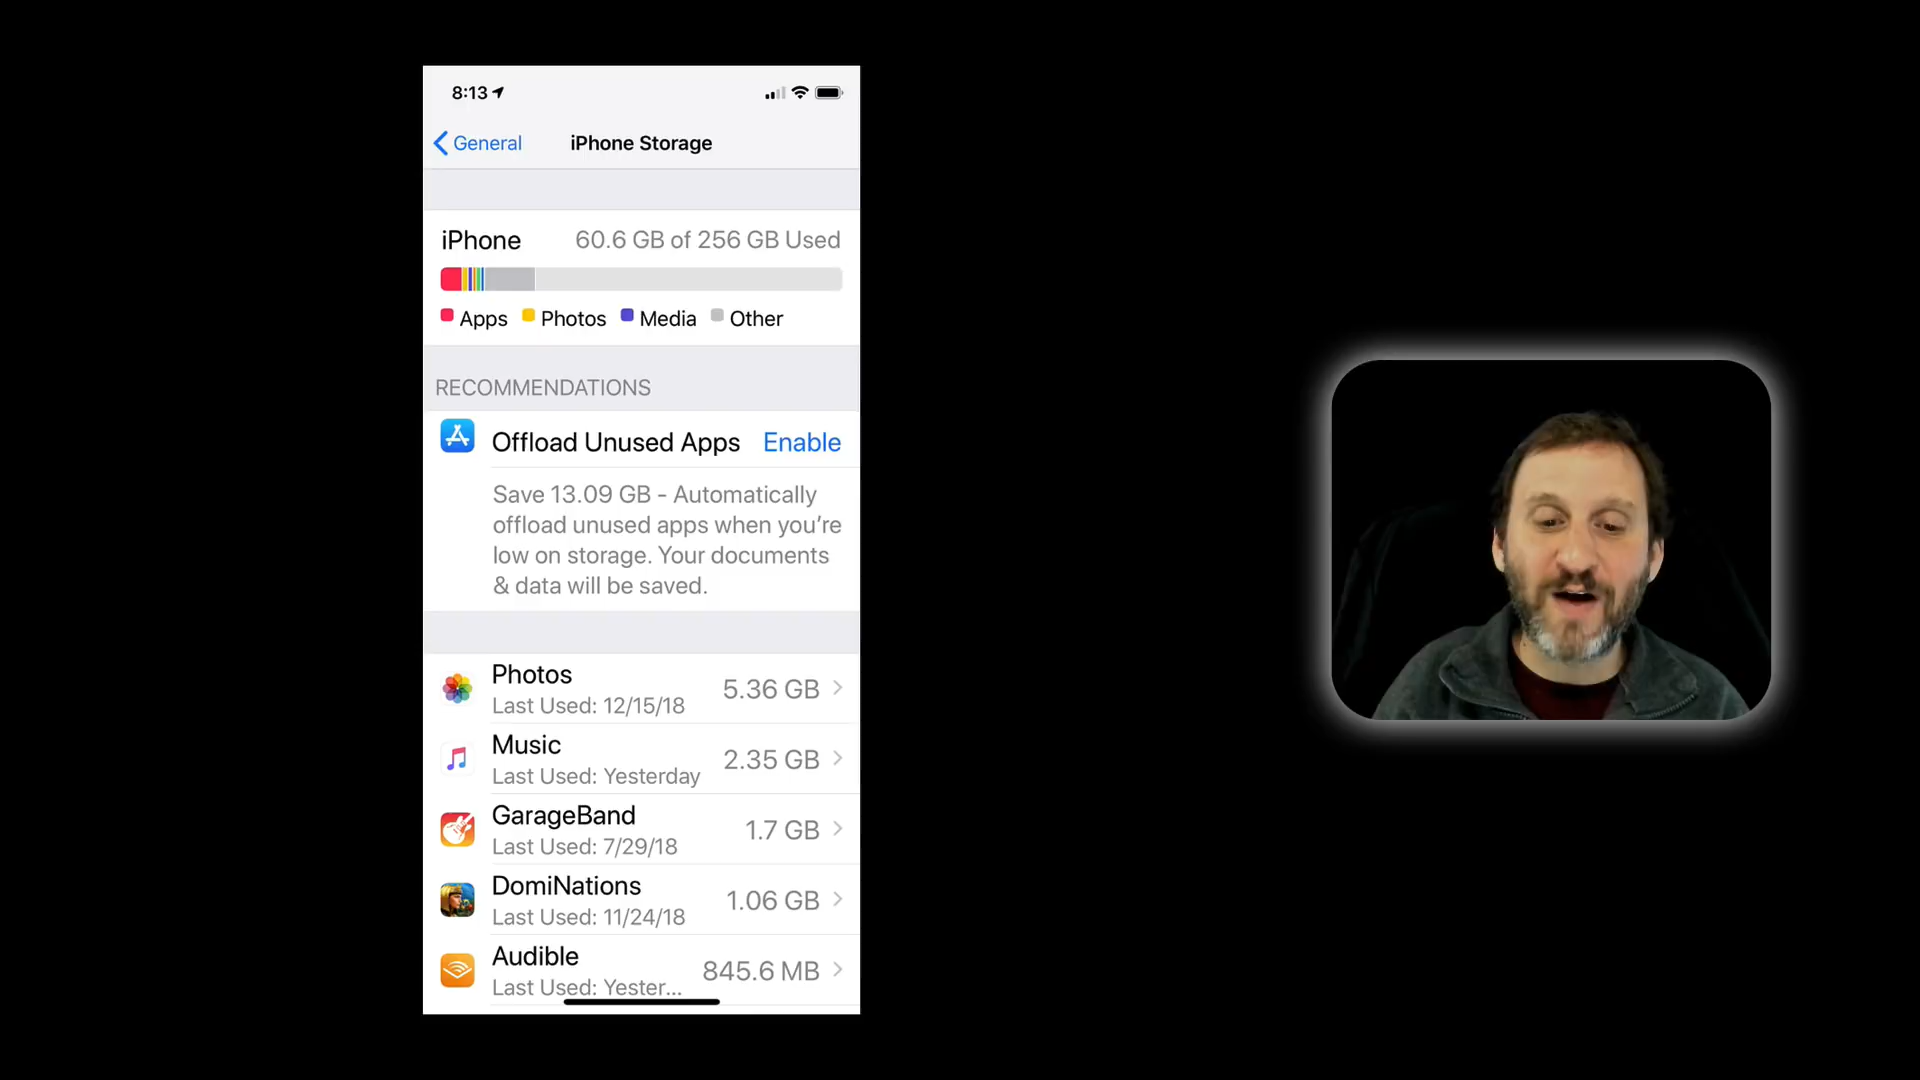 8:13
General
iPhone Storage
iPhone
60.6 GB of 256 GB Used
Apps Photos Media Other
RECOMMENDATIONS
Offload Unused Apps Enable
Save 13.09 GB - Automatically
offload unused apps when you’re
low on storage. Your documents
& data will be saved.
Photos
Last Used: 12/15/18
5.36 GB
Music
Last Used: Yesterday
2.35 GB
GarageBand
Last Used: 7/29/18
1.7 GB
DomiNations
Last Used: 11/24/18
1.06 GB
Audible
Last Used: Yester...
845.6 MB